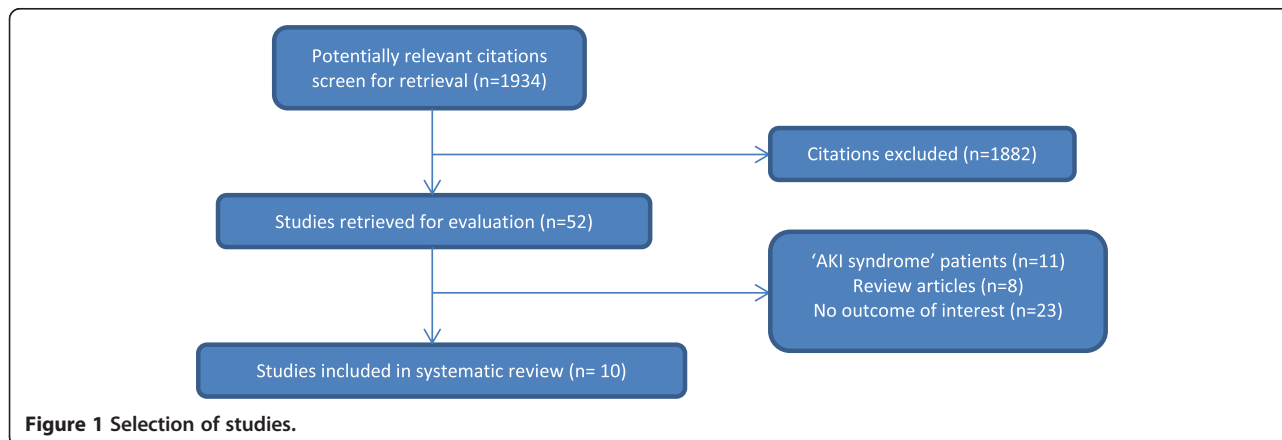 Potentially relevant citations
screen for retrieval (n=1934)
Citations excluded (n=1882)
Studies retrieved for evaluation (n=52)
‘AKI syndrome’ patients (n=11)
Review articles (n=8)
No outcome of interest (n=23)
Studies included in systematic review (n= 10)
Figure 1 Selection of studies.